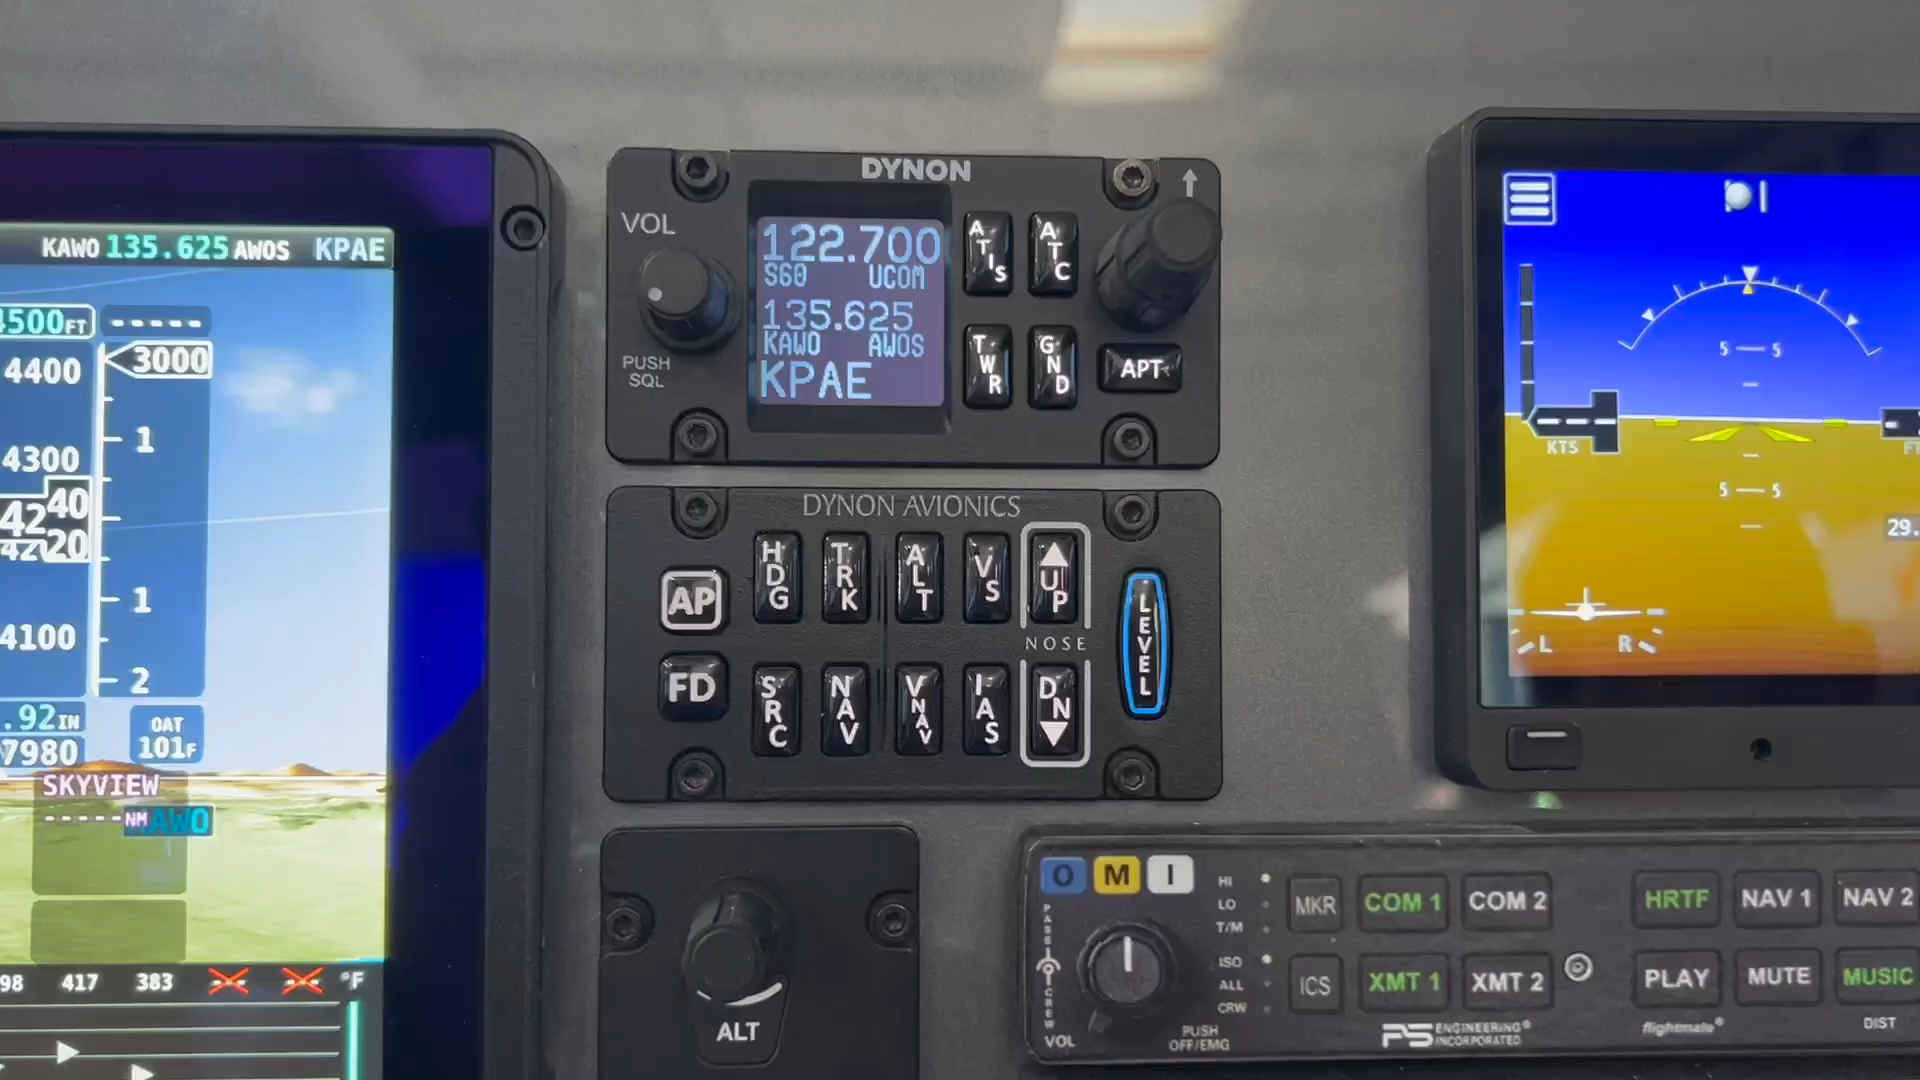 KAWO 135.625 AWOS KPAE
4500FT
3000
4400
1
4300
40
42
20
1
4100
2
.92IN
OAT
101F
7980
SKYVIEW
-----NM
AWO
98 417 383 °F
DYNON
VOL
PUSH
SQL
122.700
S60 UCOM
135.625
KAWO AWOS
KPAE
ATIS
ATC
TWR
GND
APT
DYNON AVIONICS
AP
HDG
TRK
ALT
VS
UP
NOSE
LEVEL
FD
SRC
NAV
VNAV
IAS
DN
ALT
5 5
KTS
5 5
29.
L R
O M I
PASS
CREW
VOL
PUSH
OFF/EMG
HI
LO
T/M
ISO
ALL
CRW
MKR COM 1 COM 2 HRTF NAV 1 NAV 2
ICS XMT 1 XMT 2 PLAY MUTE MUSIC
PS ENGINEERING®
INCORPORATED
flightmate®
DIST